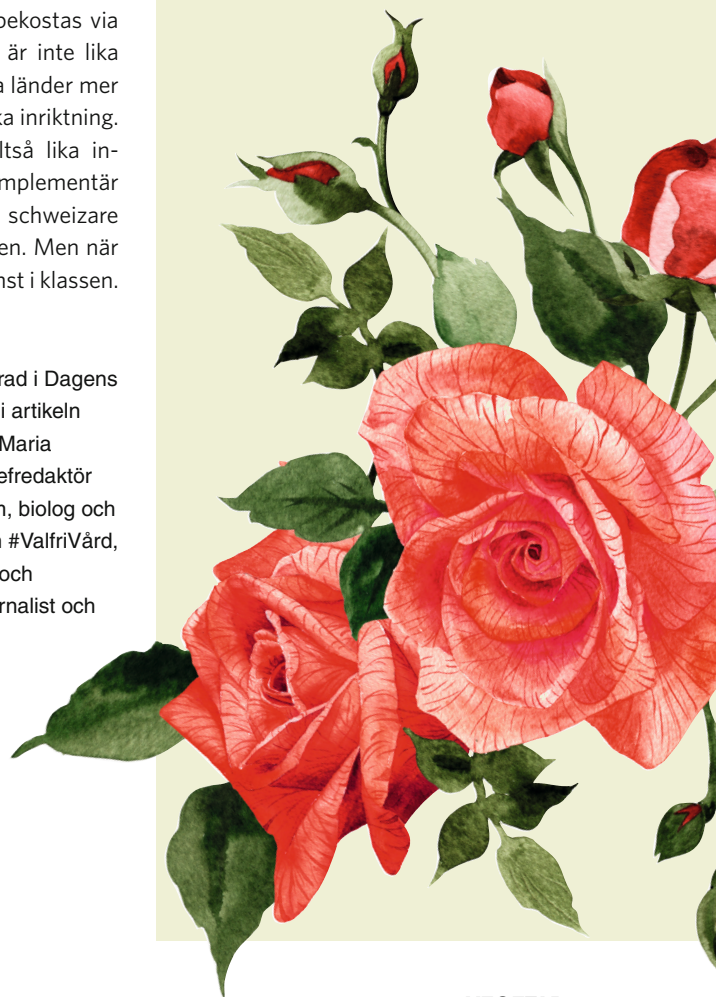 bekostas via
är inte lika
länder mer
ka inriktning.
ltså lika in-
mplementär
schweizare
en. Men när
nst i klassen.
rad i Dagens
i artikeln
Maria
efredaktör
n, biolog och
#ValfriVård,
och
rnalist och